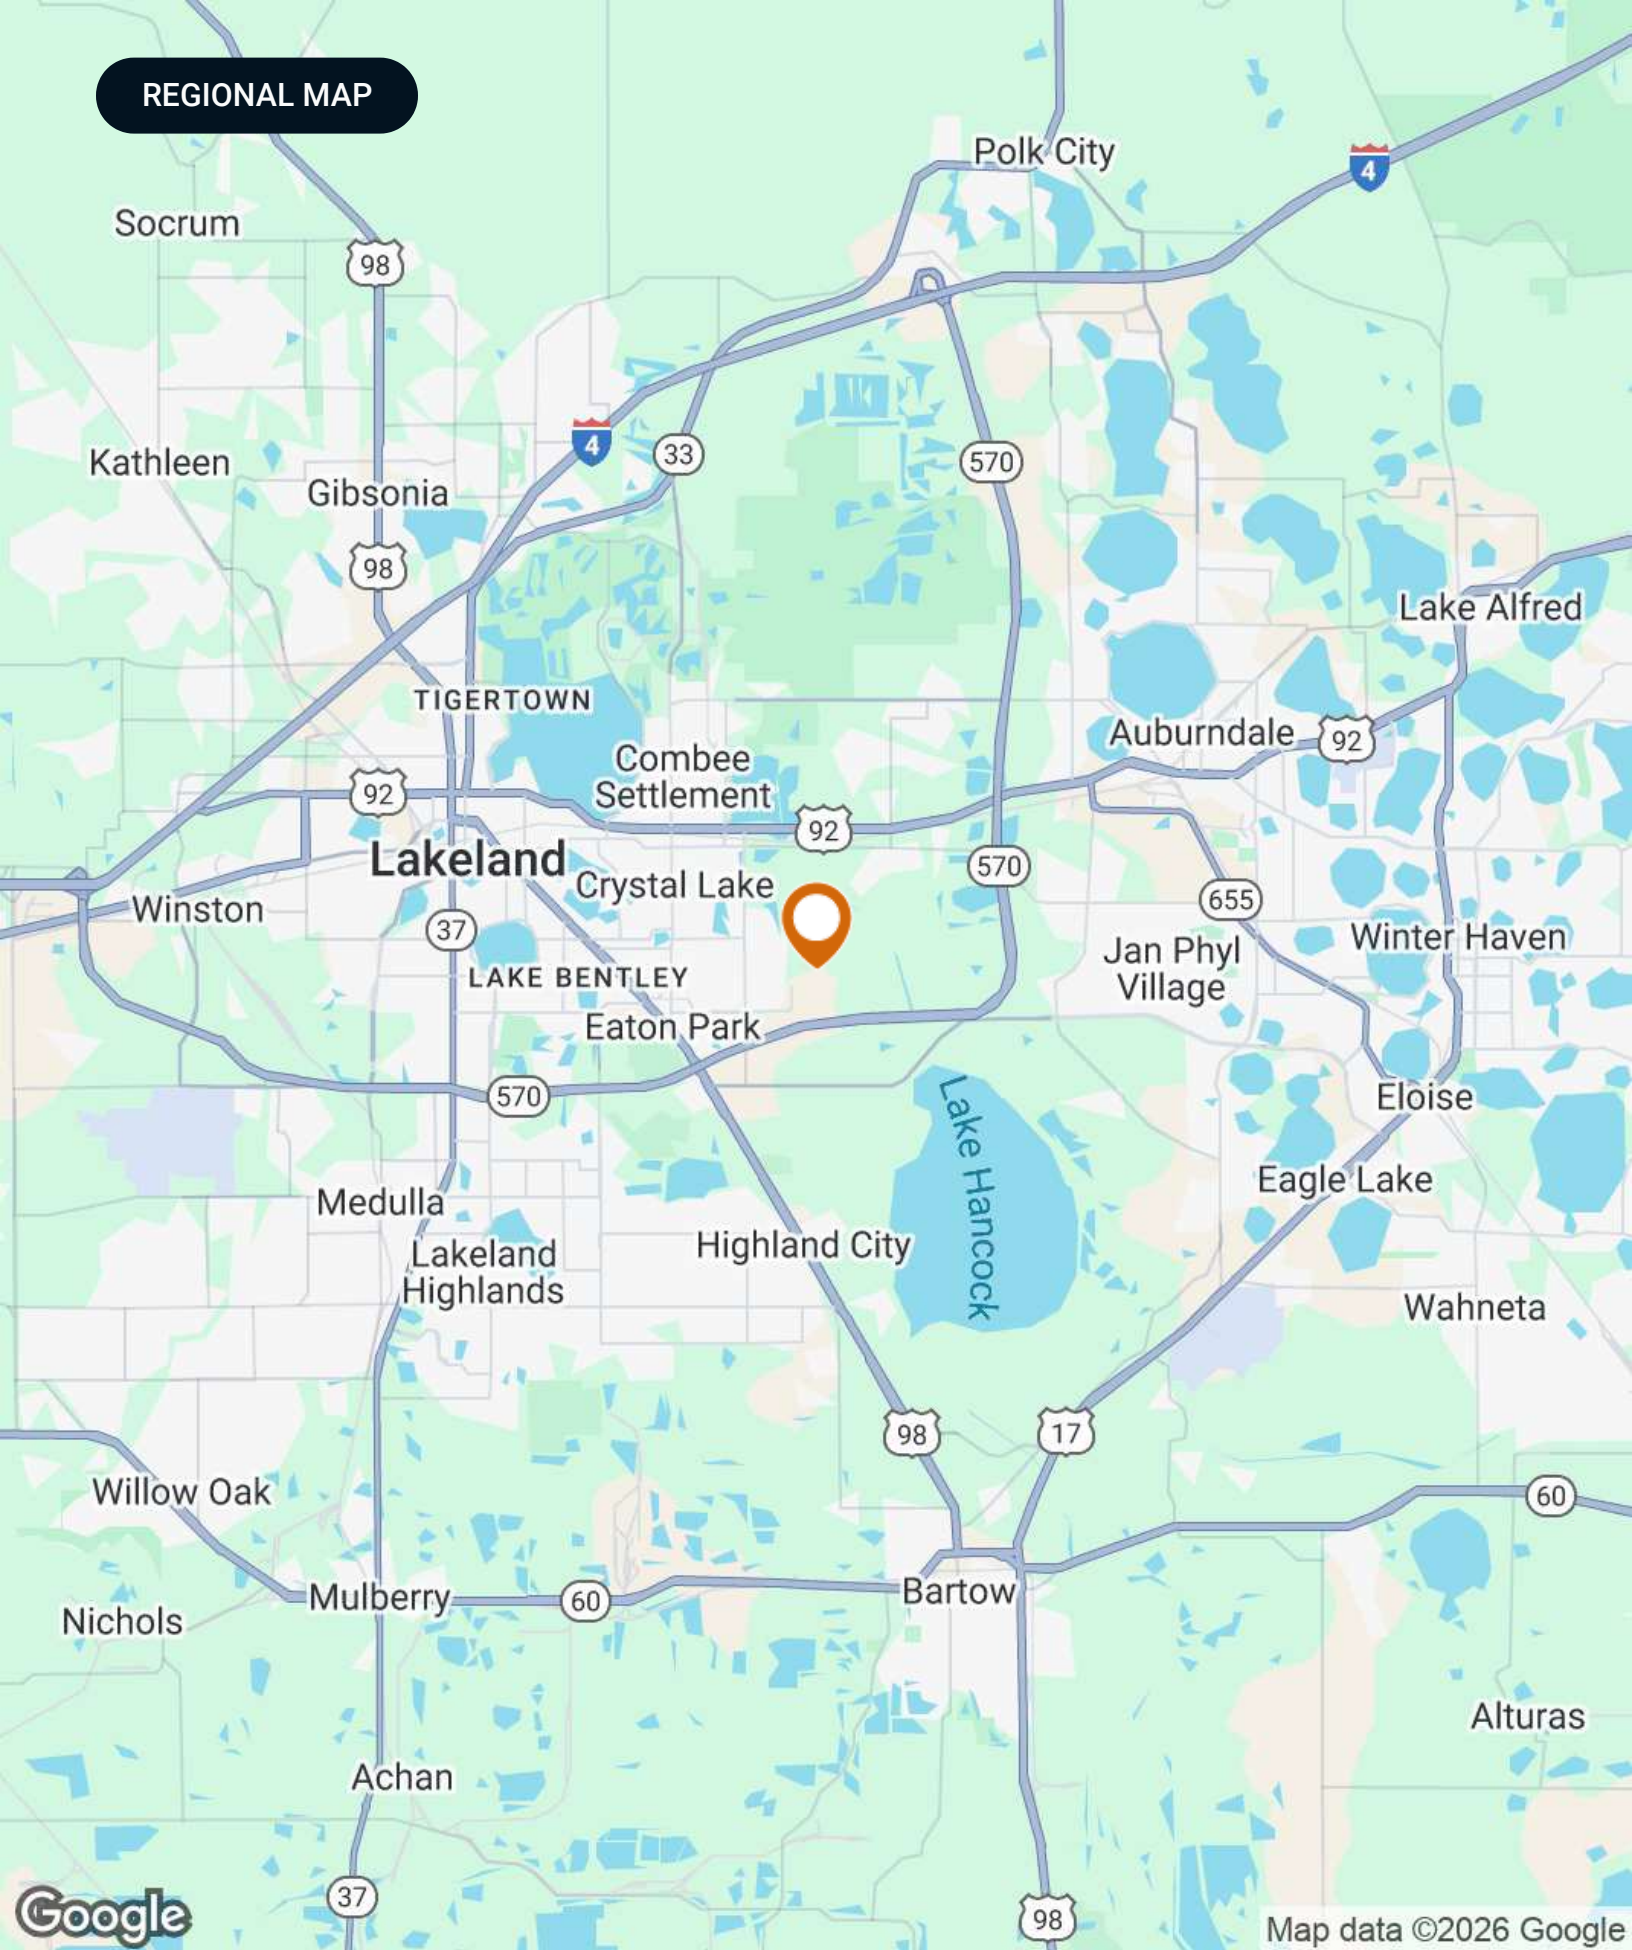 REGIONAL MAP
Polk City
4
Socrum
98
4
33
570
Kathleen
Gibsonia
98
Lake Alfred
TIGERTOWN
Auburndale
92
Combee
Settlement
92
92
Lakeland
Crystal Lake
570
655
Winston
37
Winter Haven
Jan Phyl
Village
LAKE BENTLEY
Eaton Park
570
Eloise
Lake Hancock
Eagle Lake
Medulla
Highland City
Lakeland
Highlands
Wahneta
98
17
Willow Oak
60
Mulberry
60
Bartow
Nichols
Alturas
Achan
37
98
Google
Map data ©2026 Google